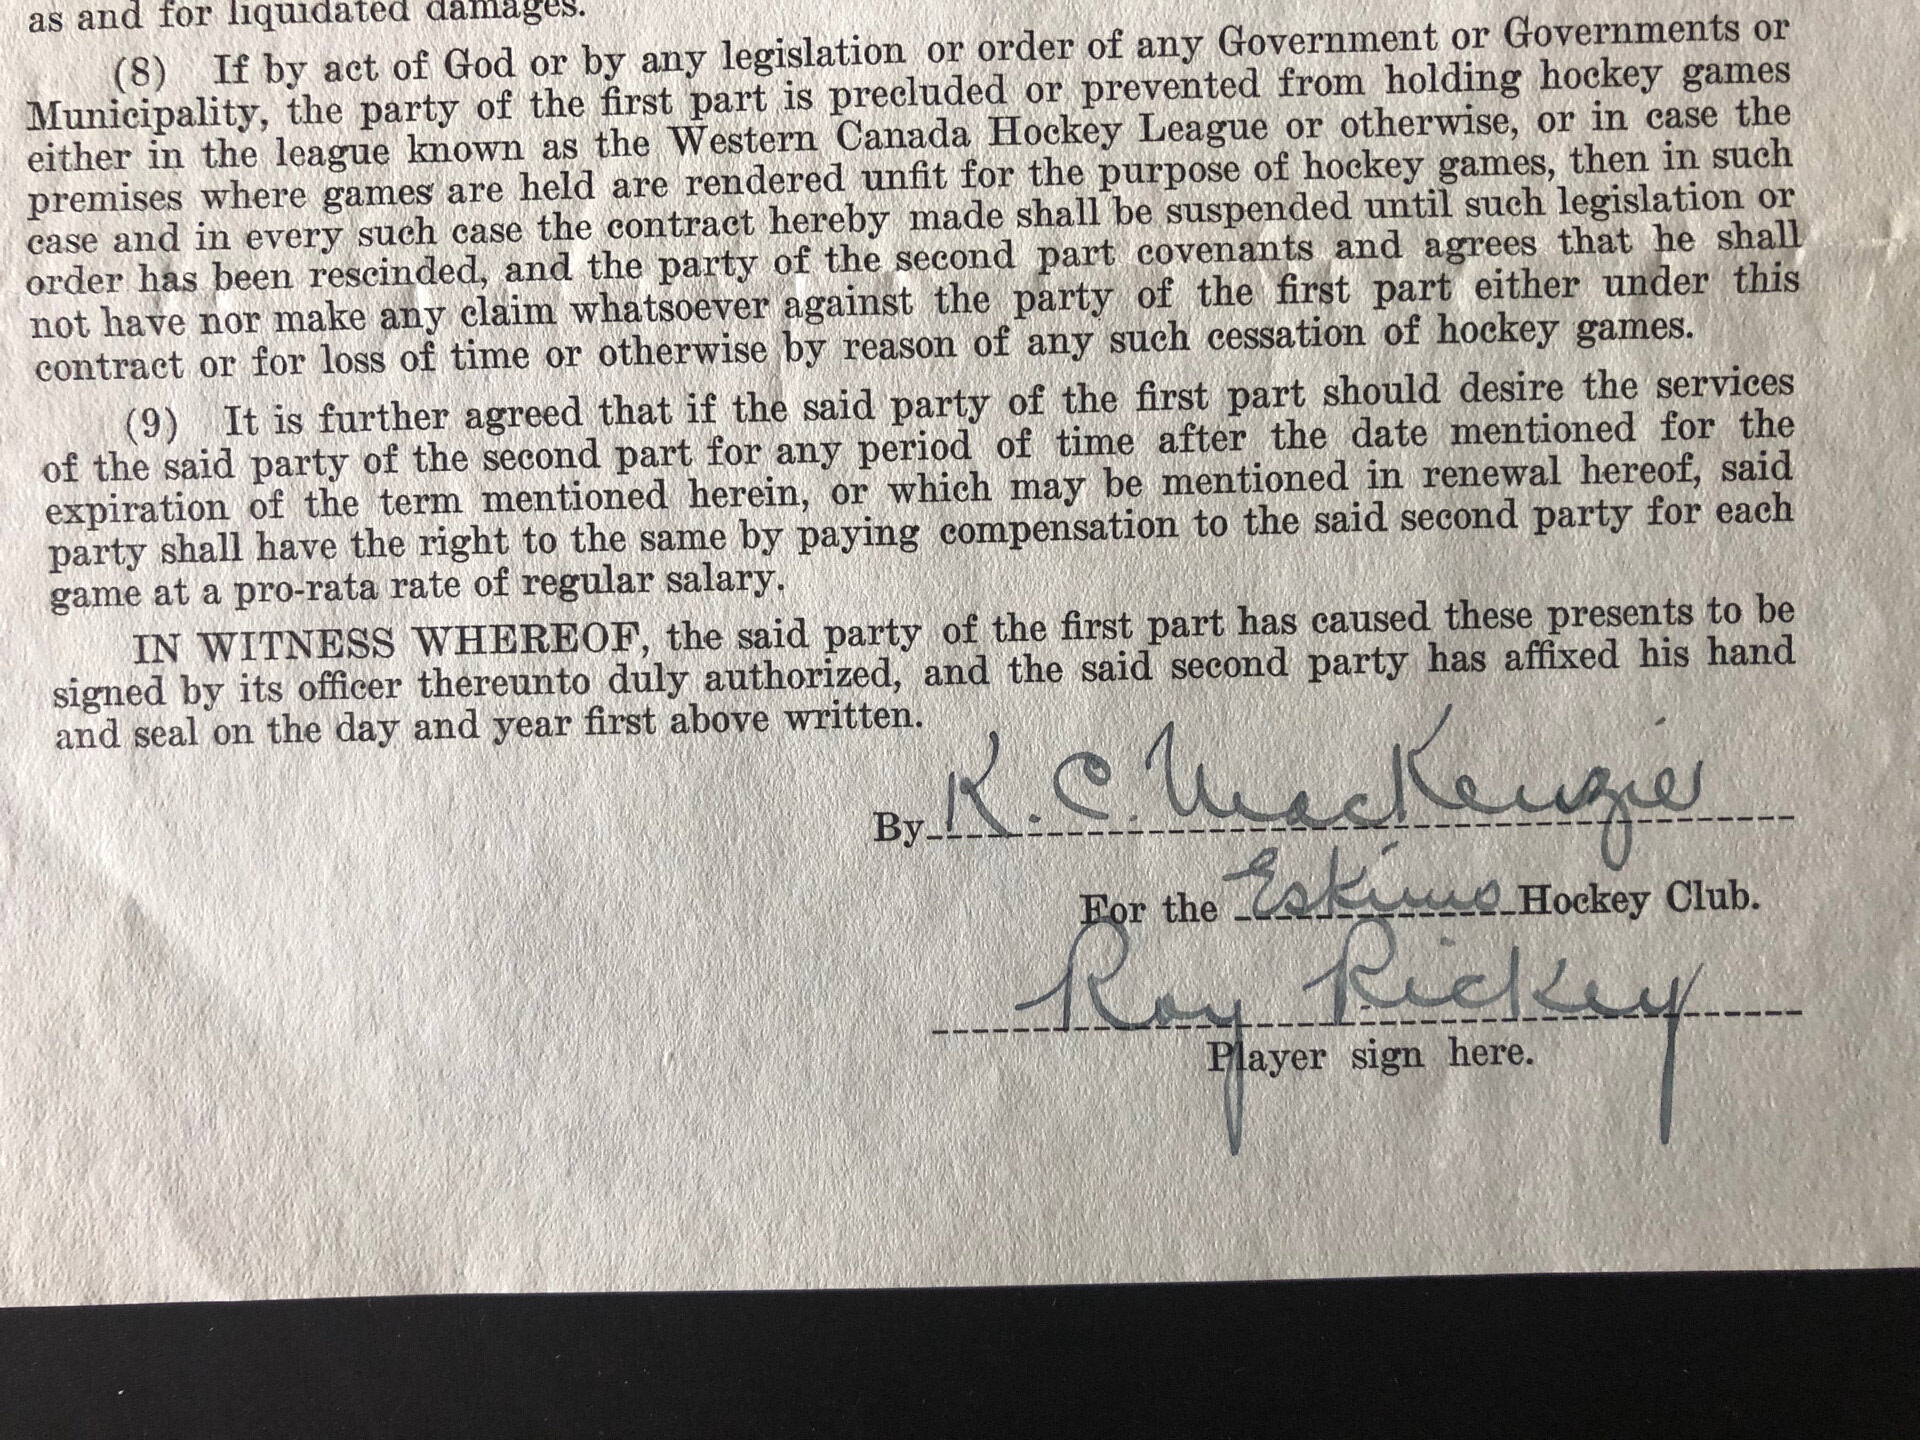 as and for liquidated damages.
(8) If by act of God or by any legislation or order of any Government or Governments or
Municipality, the party of the first part is precluded or prevented from holding hockey games
either in the league known as the Western Canada Hockey League or otherwise, or in case the
premises where games are held are rendered unfit for the purpose of hockey games, then in such
case and in every such case the contract hereby made shall be suspended until such legislation or
order has been rescinded, and the party of the second part covenants and agrees that he shall
not have nor make any claim whatsoever against the party of the first part either under this
contract or for loss of time or otherwise by reason of any such cessation of hockey games.
(9) It is further agreed that if the said party of the first part should desire the services
of the said party of the second part for any period of time after the date mentioned for the
expiration of the term mentioned herein, or which may be mentioned in renewal hereof, said
party shall have the right to the same by paying compensation to the said second party for each
game at a pro-rata rate of regular salary.
IN WITNESS WHEREOF, the said party of the first part has caused these presents to be
signed by its officer thereunto duly authorized, and the said second party has affixed his hand
and seal on the day and year first above written.
By K. C. MacKenzie
For the Eskimo Hockey Club.
Roy Rickey
Player sign here.